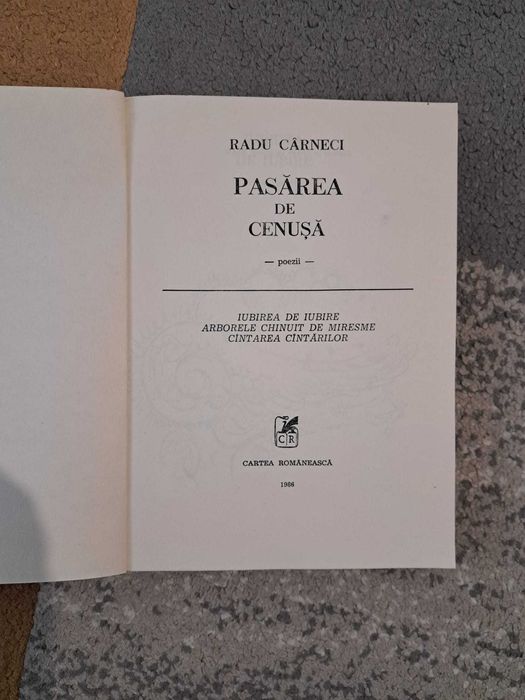 RADU CÂRNECI
PASĂREA
DE
CENUȘĂ
— poezii —
IUBIREA DE IUBIRE
ARBORELE CHINUIT DE MIRESME
CÎNTAREA CÎNTĂRILOR
CR
CARTEA ROMÂNEASCĂ
1986